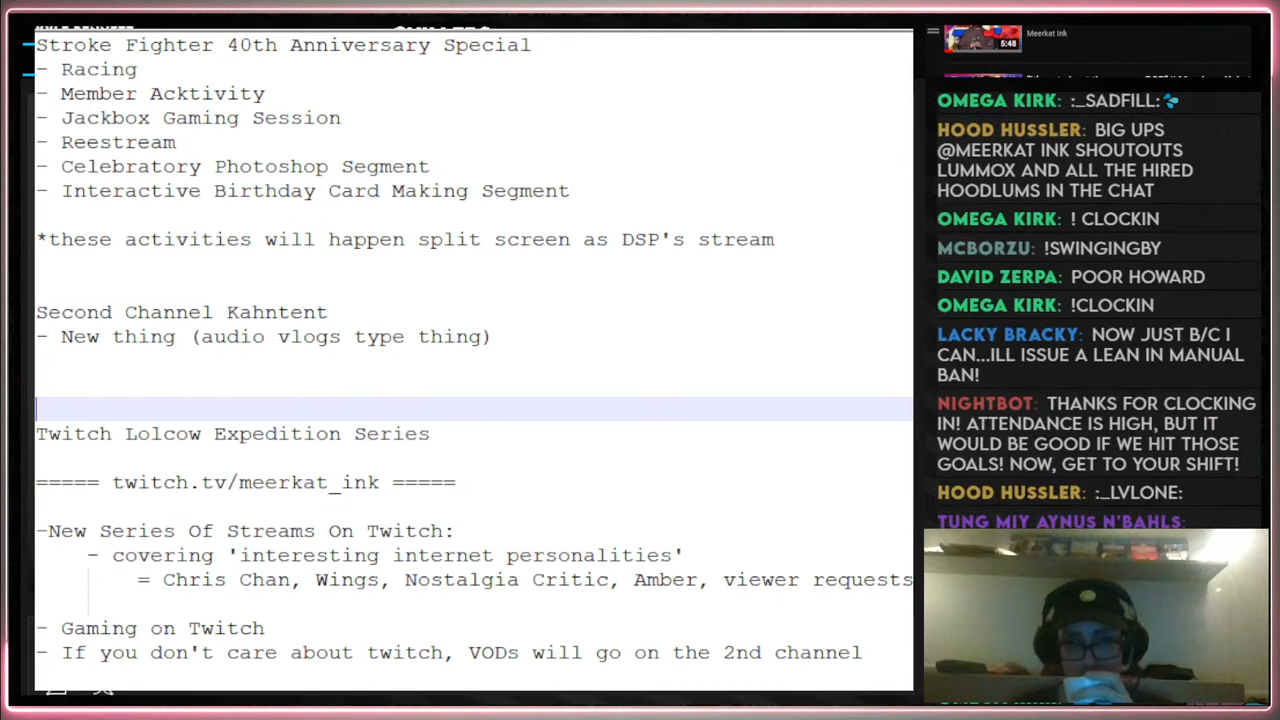 Stroke Fighter 40th Anniversary Special
- Racing
- Member Acktivity
- Jackbox Gaming Session
- Reestream
- Celebratory Photoshop Segment
- Interactive Birthday Card Making Segment
*these activities will happen split screen as DSP's stream
Second Channel Kahntent
- New thing (audio vlogs type thing)
Twitch Lolcow Expedition Series
===== twitch.tv/meerkat_ink =====
-New Series Of Streams On Twitch:
- covering 'interesting internet personalities'
= Chris Chan, Wings, Nostalgia Critic, Amber, viewer requests
- Gaming on Twitch
- If you don't care about twitch, VODs will go on the 2nd channel
5:48
Meerkat Ink
OMEGA KIRK: :_SADFILL:
HOOD HUSSLER: BIG UPS
@MEERKAT INK SHOUTOUTS
LUMMOX AND ALL THE HIRED
HOODLUMS IN THE CHAT
OMEGA KIRK: ! CLOCKIN
MCBORZU: !SWINGINGBY
DAVID ZERPA: POOR HOWARD
OMEGA KIRK: !CLOCKIN
LACKY BRACKY: NOW JUST B/C I
CAN...ILL ISSUE A LEAN IN MANUAL
BAN!
NIGHTBOT: THANKS FOR CLOCKING
IN! ATTENDANCE IS HIGH, BUT IT
WOULD BE GOOD IF WE HIT THOSE
GOALS! NOW, GET TO YOUR SHIFT!
HOOD HUSSLER: :_LVLONE:
TUNG MIY AYNUS N'BAHLS: